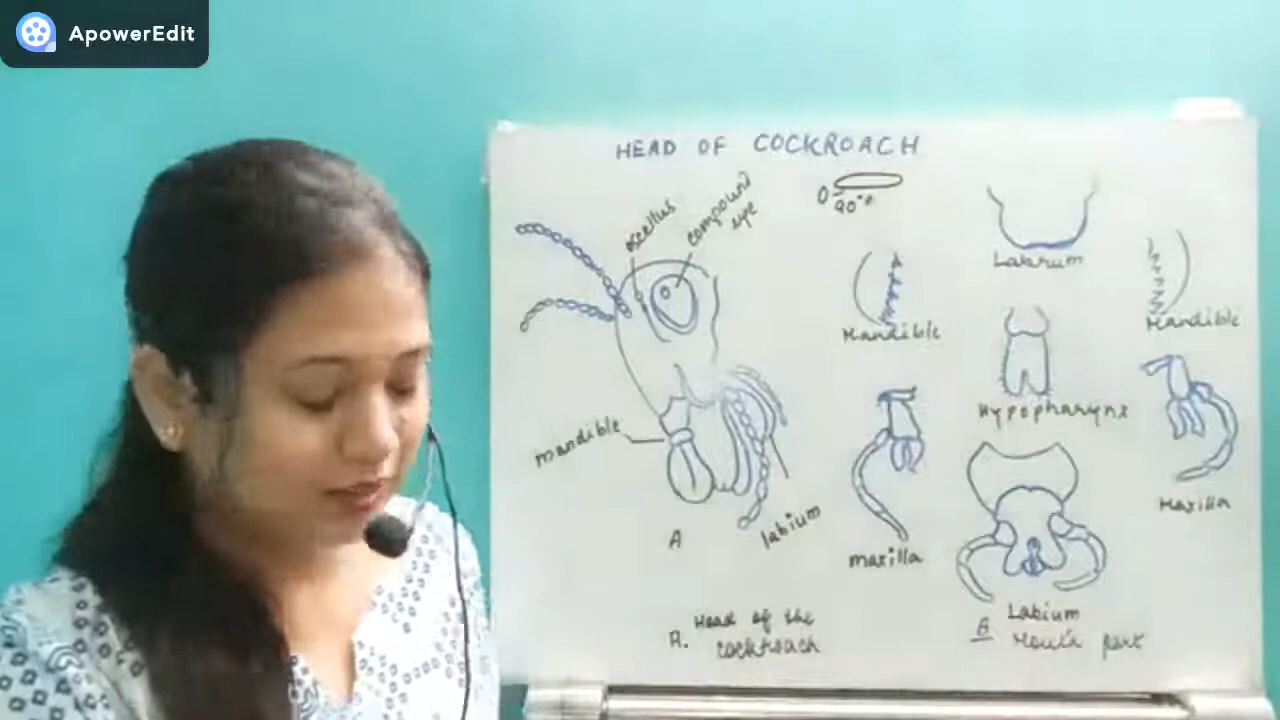 ApowerEdit
HEAD OF COCKROACH
ocellus
compound
eye
90°
Labrum
Mandible
Mandible
Hypopharynx
mandible
labium
Maxilla
maxilla
A
Labium
B Mouth part
A. Head of the
cockroach